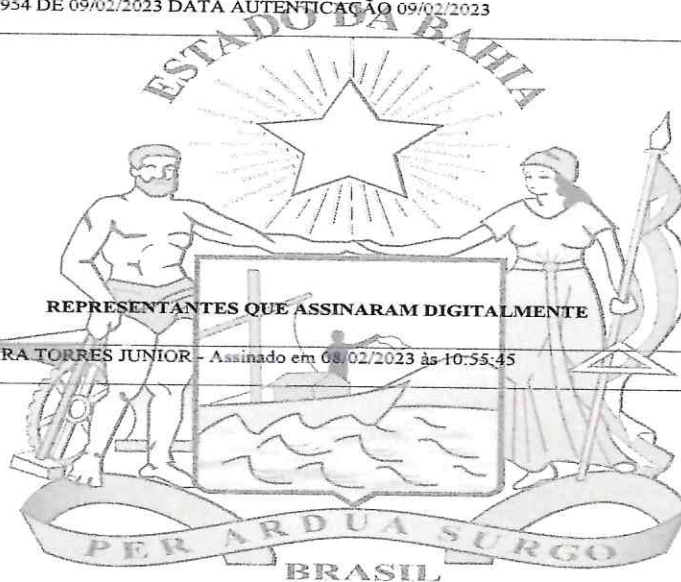 954 DE 09/02/2023 DATA AUTENTICAÇÃO 09/02/2023
ESTADO DA BAHIA
REPRESENTANTES QUE ASSINARAM DIGITALMENTE
RA TORRES JUNIOR - Assinado em 08/02/2023 às 10:55:45
PER ARDUA SURGO
BRASIL